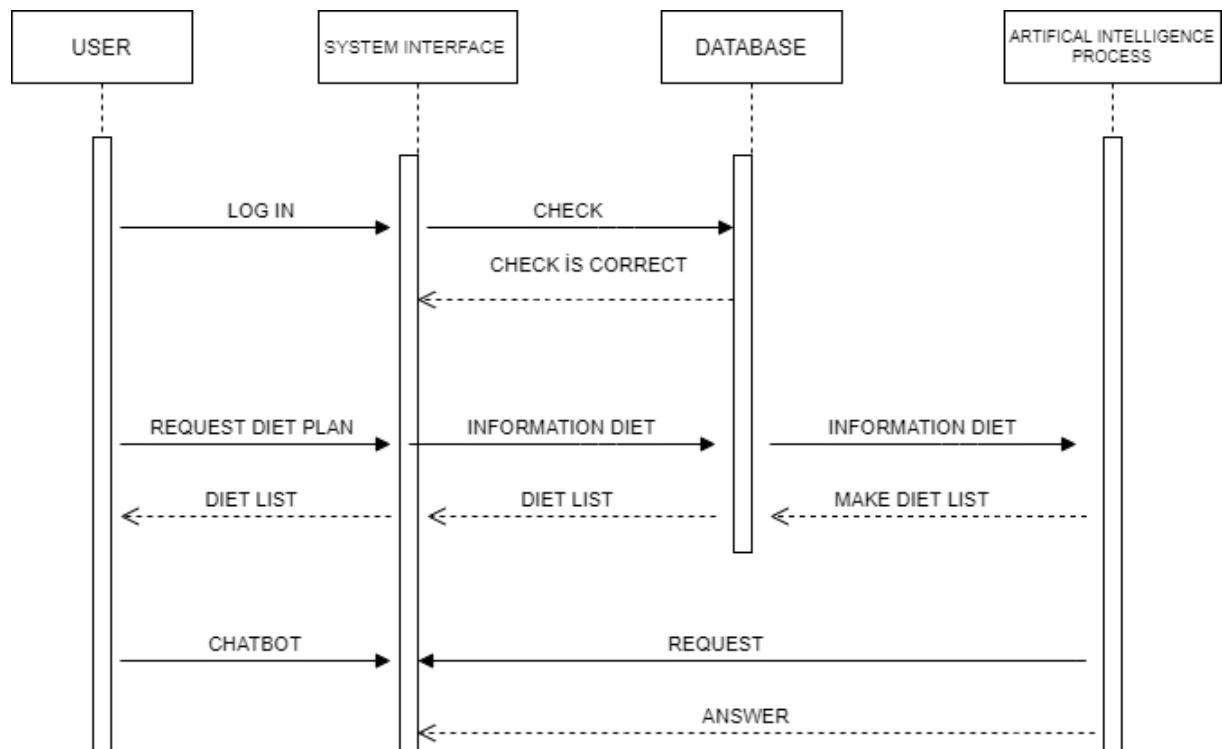 USER
SYSTEM INTERFACE
DATABASE
ARTIFICAL INTELLIGENCE
PROCESS
LOG IN
CHECK
CHECK İS CORRECT
REQUEST DIET PLAN
INFORMATION DIET
INFORMATION DIET
DIET LIST
DIET LIST
MAKE DIET LIST
CHATBOT
REQUEST
ANSWER